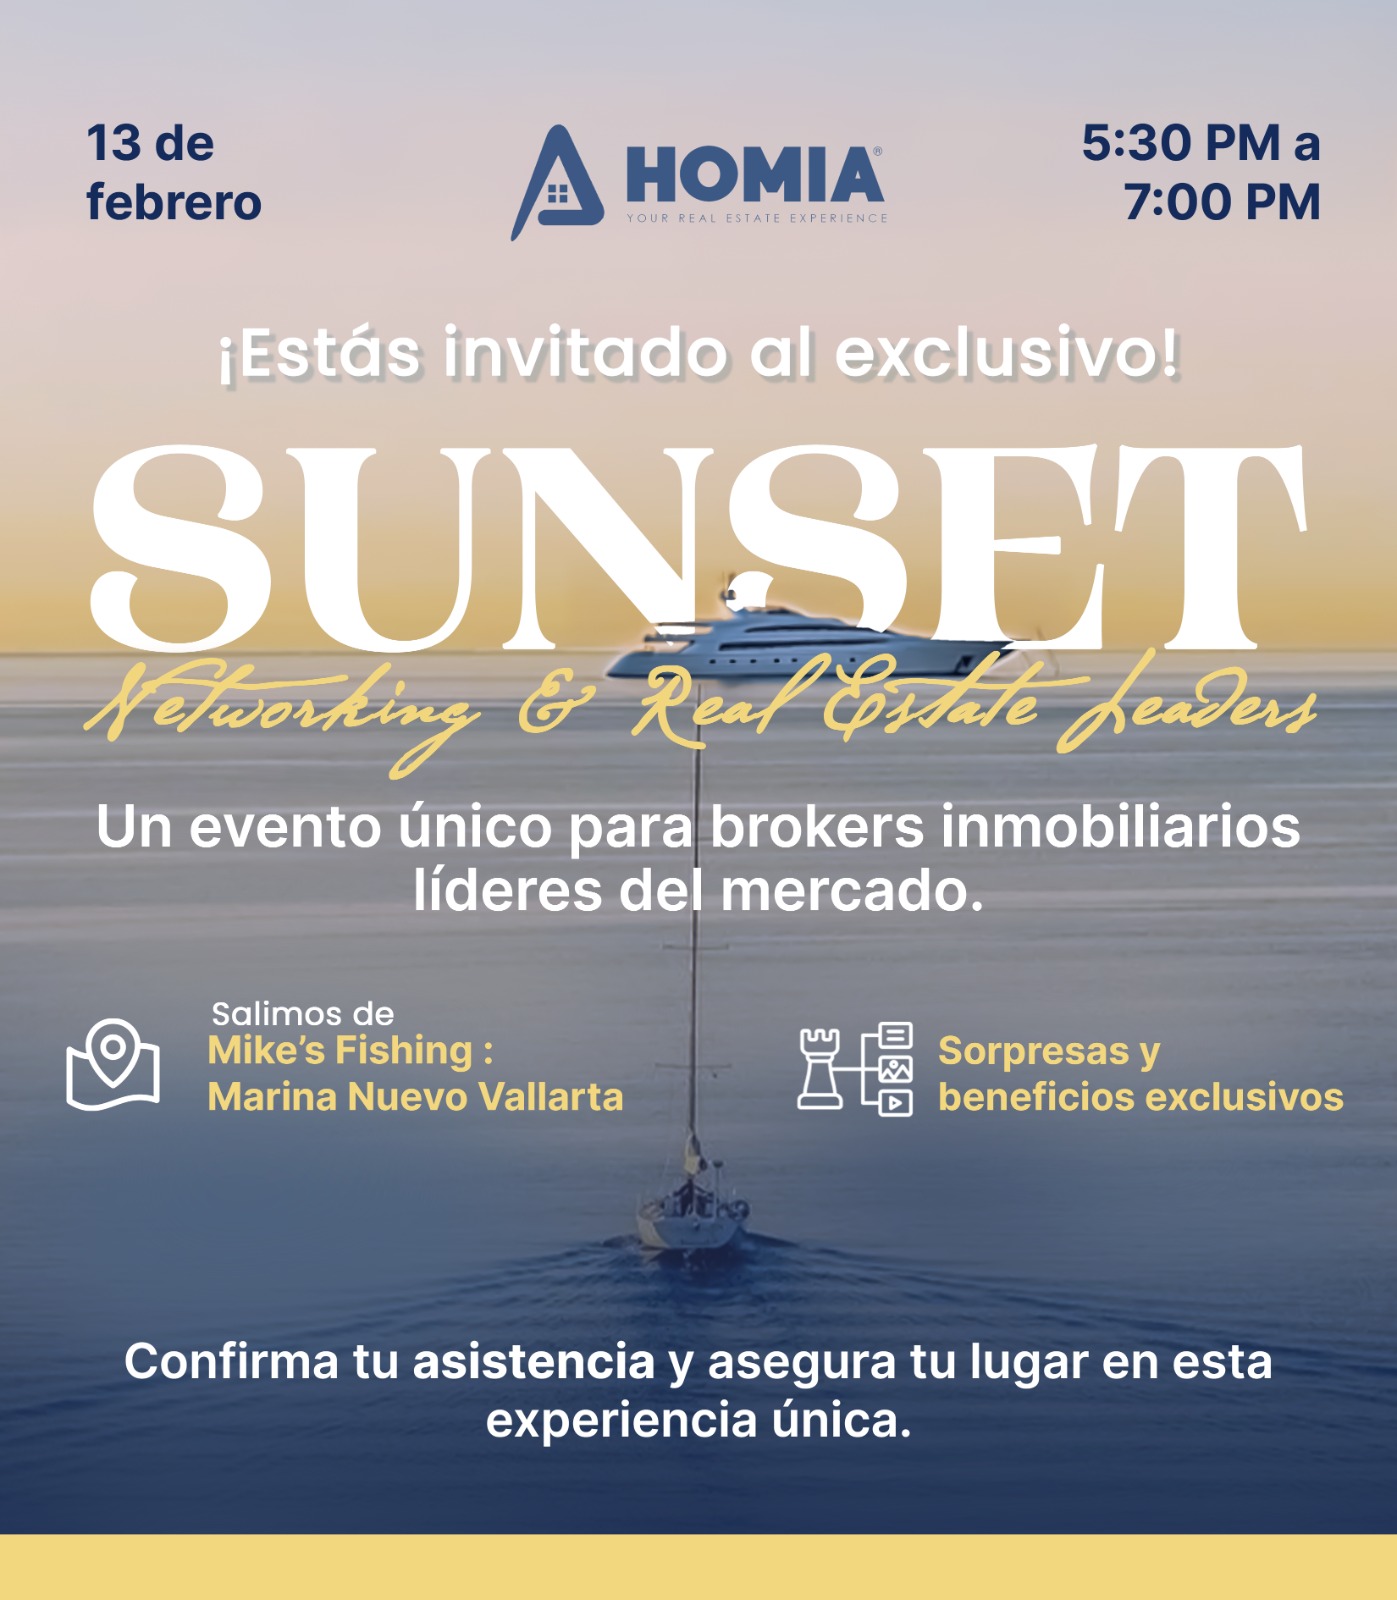 13 de
febrero
HOMIA®
YOUR REAL ESTATE EXPERIENCE
5:30 PM a
7:00 PM
¡Estás invitado al exclusivo!
SUNSET
Networking & Real Estate Leaders
Un evento único para brokers inmobiliarios
líderes del mercado.
Salimos de
Mike’s Fishing :
Marina Nuevo Vallarta
Sorpresas y
beneficios exclusivos
Confirma tu asistencia y asegura tu lugar en esta
experiencia única.